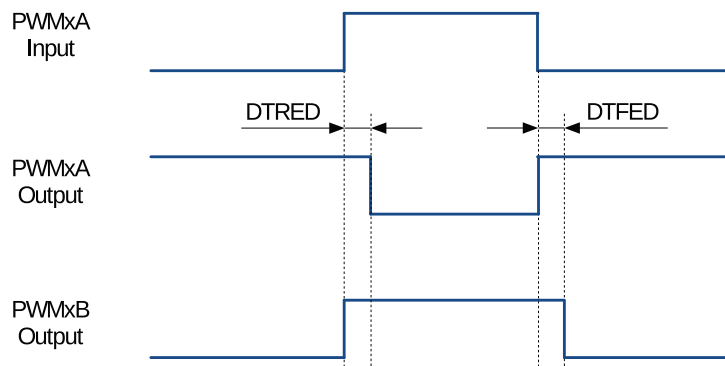 PWMxA
Input
DTRED
DTFED
PWMxA
Output
PWMxB
Output